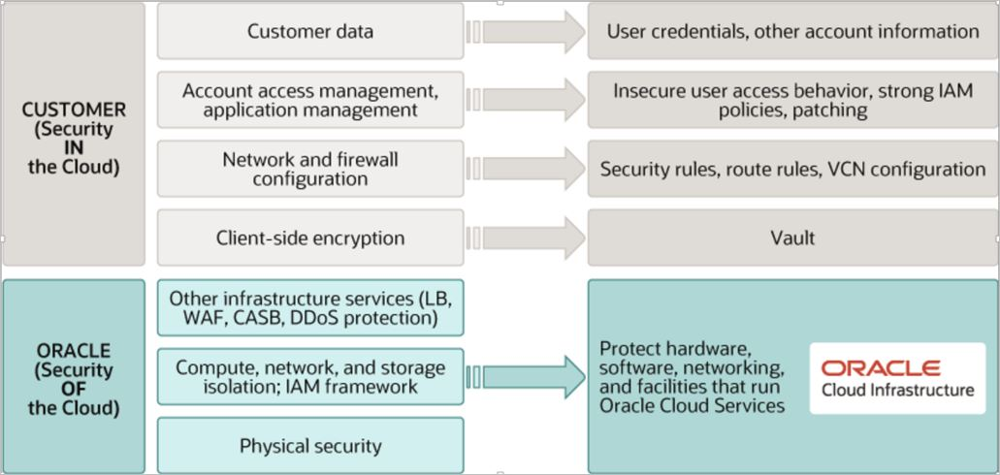 Customer data
User credentials, other account information
CUSTOMER
(Security
IN
the Cloud)
Account access management,
application management
Insecure user access behavior, strong IAM
policies, patching
Network and firewall
configuration
Security rules, route rules, VCN configuration
Client-side encryption
Vault
ORACLE
(Security
OF
the Cloud)
Other infrastructure services (LB,
WAF, CASB, DDoS protection)
Compute, network, and storage
isolation; IAM framework
Physical security
Protect hardware,
software, networking,
and facilities that run
Oracle Cloud Services
ORACLE
Cloud Infrastructure